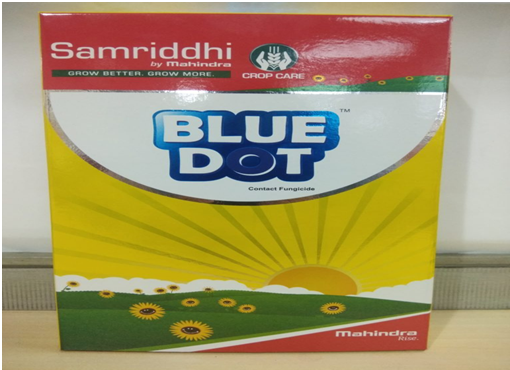 Samriddhi
by Mahindra
GROW BETTER. GROW MORE.
CROP CARE
BLUE
DOT
TM
Contact Fungicide
Mahindra
Rise.